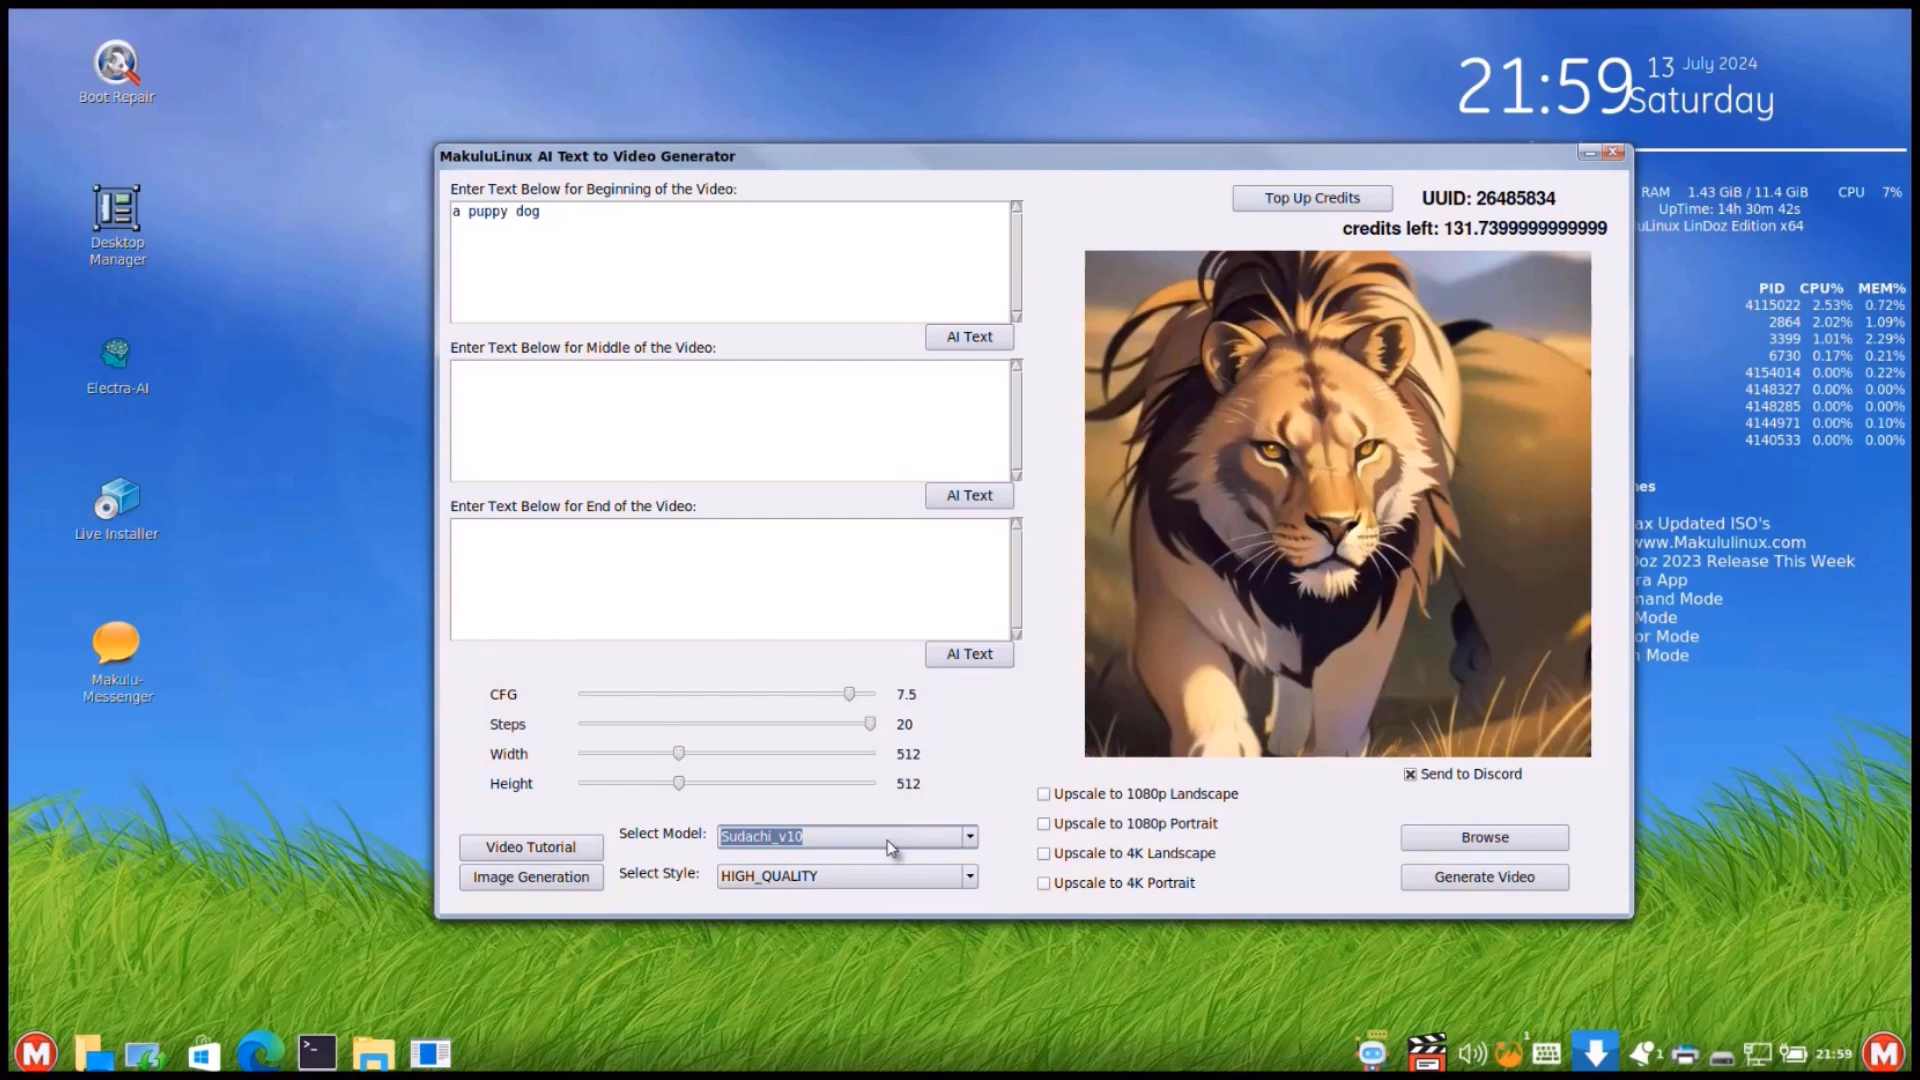 Boot Repair
Desktop
Manager
Electra-AI
Live Installer
Makulu-
Messenger
21:59
13 July 2024
Saturday
RAM 1.43 GiB / 11.4 GiB CPU 7%
UpTime: 14h 30m 42s
uLinux LinDoz Edition x64
PID CPU% MEM%
4115022 2.53% 0.72%
2864 2.02% 1.09%
3399 1.01% 2.29%
6730 0.17% 0.21%
4154014 0.00% 0.22%
4148327 0.00% 0.00%
4148285 0.00% 0.00%
4144971 0.00% 0.10%
4140533 0.00% 0.00%
ax Updated ISO's
www.Makululinux.com
Doz 2023 Release This Week
ra App
mand Mode
Mode
or Mode
Mode
MakuluLinux AI Text to Video Generator
Enter Text Below for Beginning of the Video:
a puppy dog
AI Text
Enter Text Below for Middle of the Video:
AI Text
Enter Text Below for End of the Video:
AI Text
Top Up Credits
UUID: 26485834
credits left: 131.7399999999999
CFG 7.5
Steps 20
Width 512
Height 512
Send to Discord
Upscale to 1080p Landscape
Upscale to 1080p Portrait
Upscale to 4K Landscape
Upscale to 4K Portrait
Video Tutorial
Image Generation
Select Model: Sudachi_v10
Select Style: HIGH_QUALITY
Browse
Generate Video
M
1
1
21:59
M